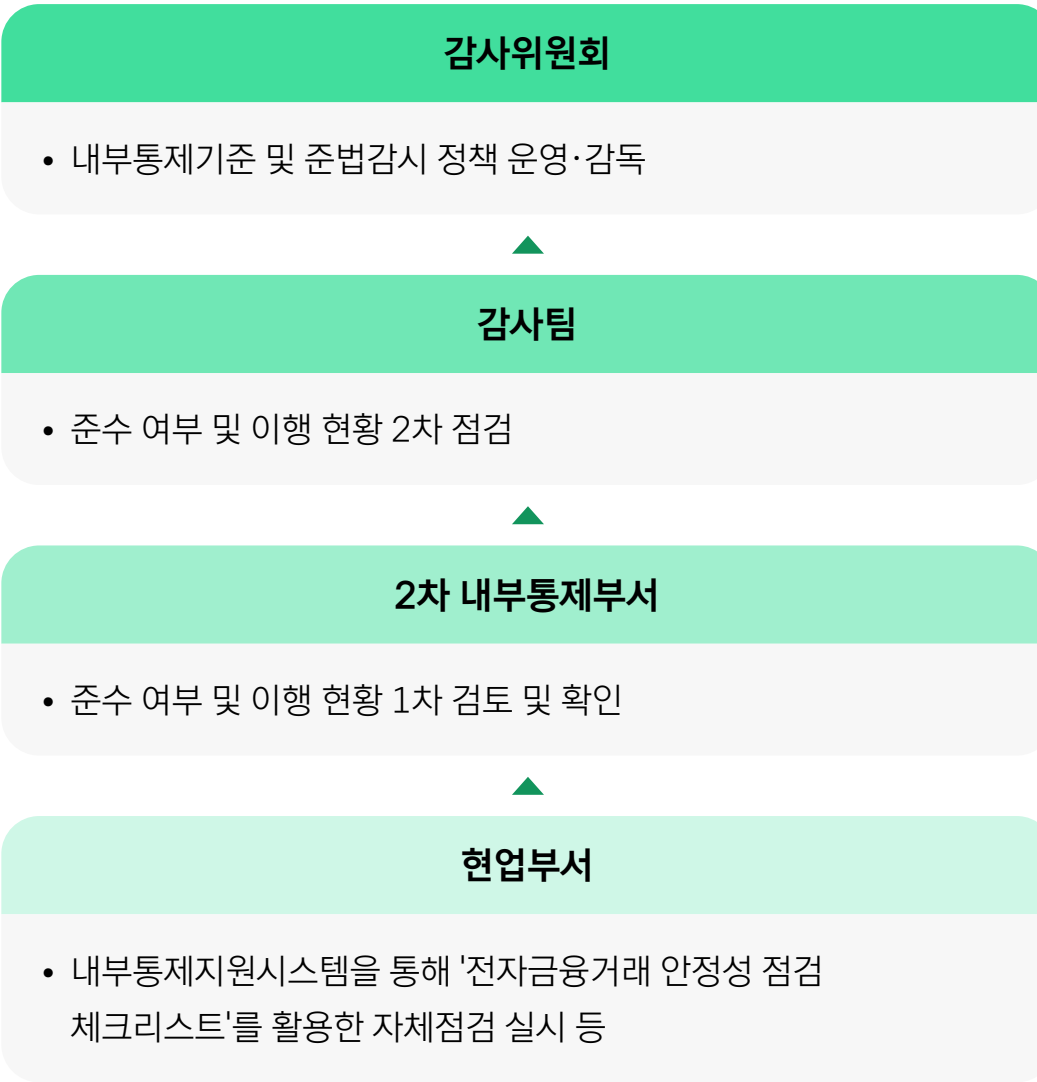 감사위원회
• 내부통제기준 및 준법감시 정책 운영·감독
감사팀
• 준수 여부 및 이행 현황 2차 점검
2차 내부통제부서
• 준수 여부 및 이행 현황 1차 검토 및 확인
현업부서
• 내부통제지원시스템을 통해 '전자금융거래 안정성 점검
체크리스트'를 활용한 자체점검 실시 등